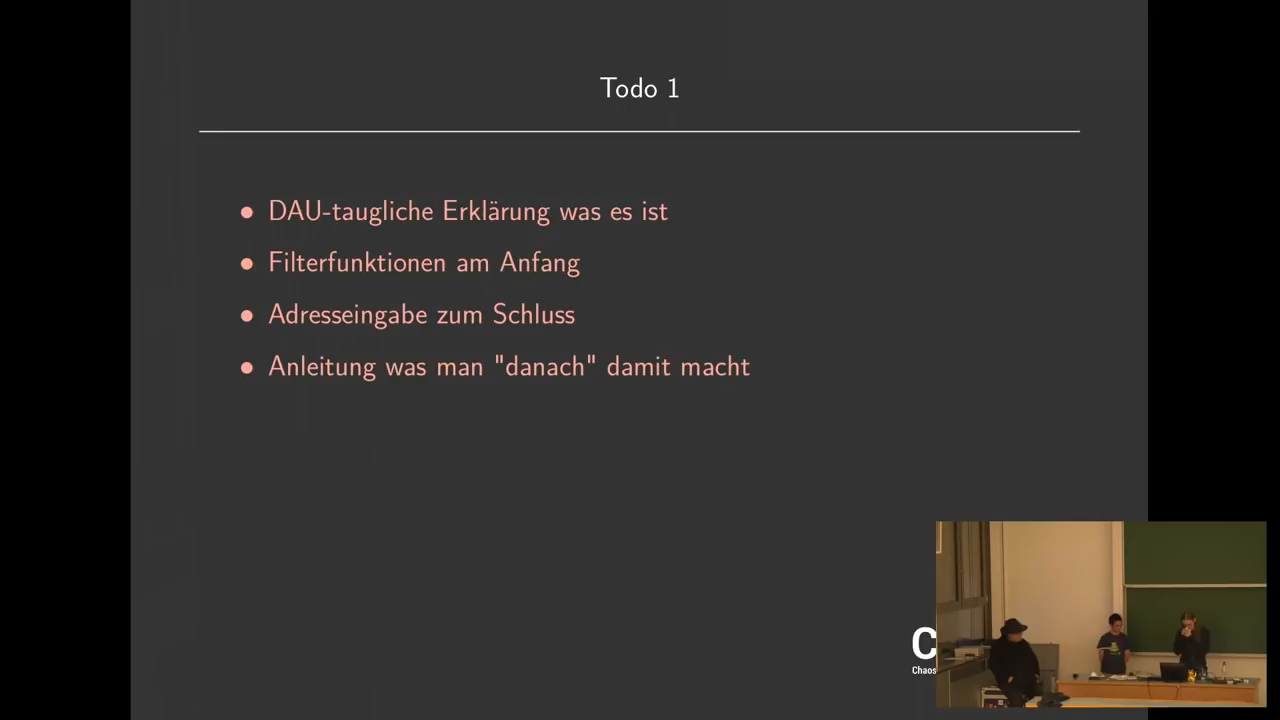 Todo 1
DAU-taugliche Erklärung was es ist
Filterfunktionen am Anfang
Adresseingabe zum Schluss
Anleitung was man "danach" damit macht
C
Chaos